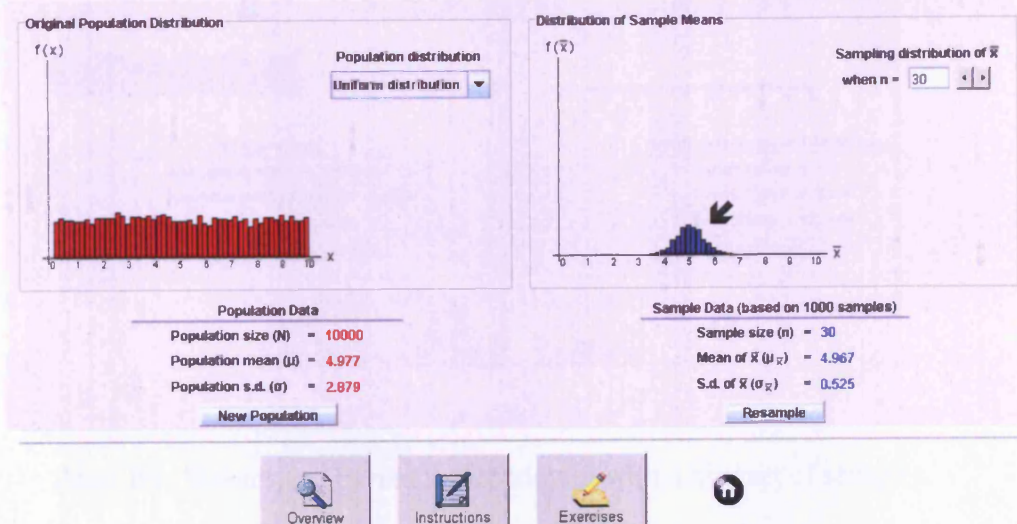 Original Population Distribution
f(x)
Population distribution
Uniform distribution
0 1 2 3 4 5 6 7 8 9 10 x
Population Data
Population size (N) = 10000
Population mean (μ) = 4.977
Population s.d. (σ) = 2.879
New Population
Distribution of Sample Means
f(x̅)
Sampling distribution of x̅
when n = 30
0 1 2 3 4 5 6 7 8 9 10 x̅
Sample Data (based on 1000 samples)
Sample size (n) = 30
Mean of x̅ (μx̅) = 4.967
S.d. of x̅ (σx̅) = 0.525
Resample
Overview
Instructions
Exercises